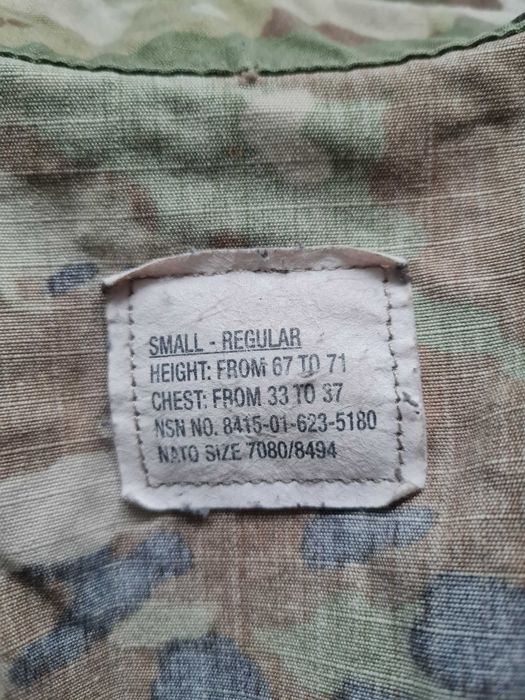 SMALL - REGULAR
HEIGHT: FROM 67 TO 71
CHEST: FROM 33 TO 37
NSN NO. 8415-01-623-5180
NATO SIZE 7080/8494